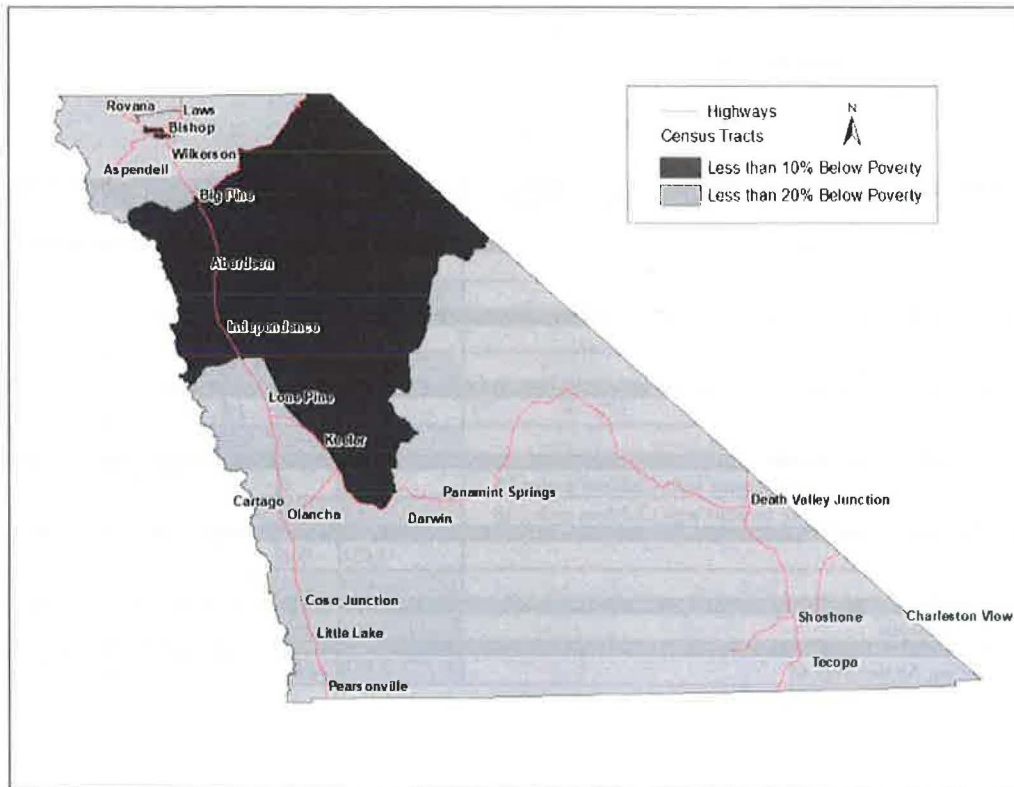 Highways
N
Census Tracts
Less than 10% Below Poverty
Less than 20% Below Poverty
Rovana
Laws
Bishop
Wilkerson
Aspendell
Big Pine
Aberdeen
Independence
Lone Pine
Keeler
Cartago
Olancha
Panamint Springs
Darwin
Death Valley Junction
Coso Junction
Shoshone
Charleston View
Little Lake
Tecopa
Pearsonville